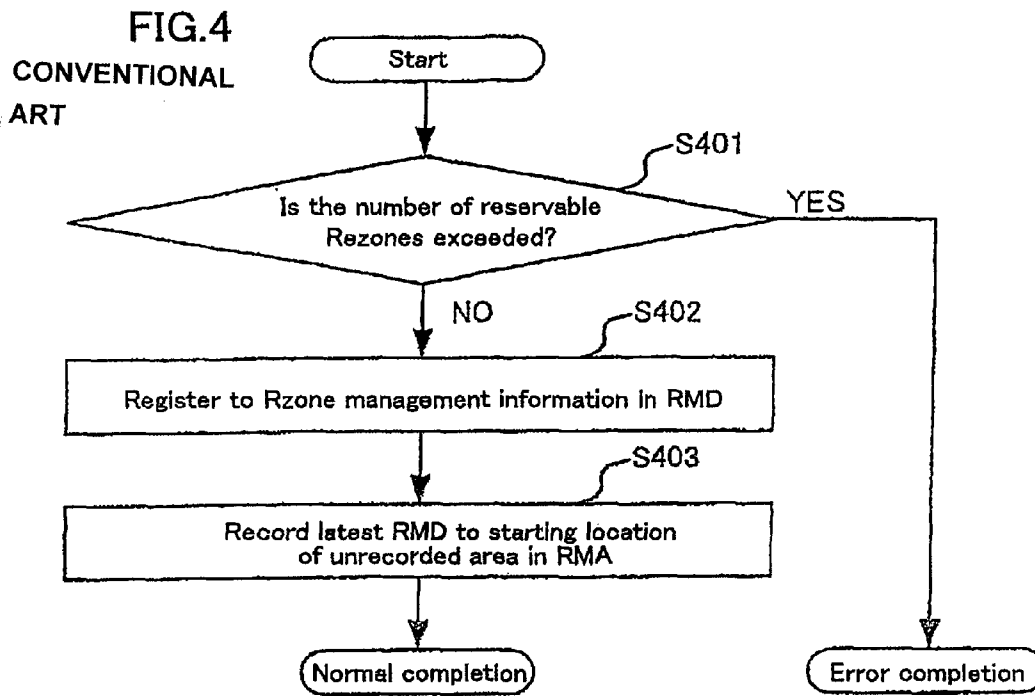 FIG.4
CONVENTIONAL
ART
Start
S401
Is the number of reservable
Rezones exceeded?
YES
NO
S402
Register to Rzone management information in RMD
S403
Record latest RMD to starting location
of unrecorded area in RMA
Normal completion
Error completion